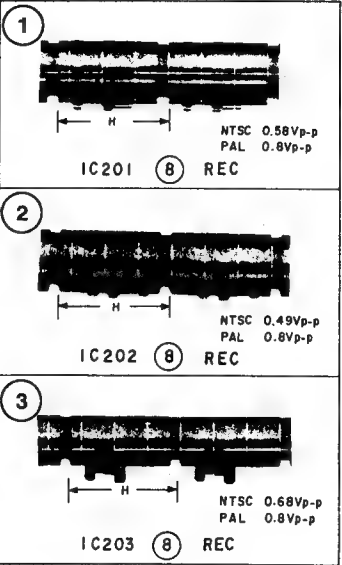 1
H
NTSC 0.58Vp-p
PAL 0.8Vp-p
IC201 8 REC
2
H
NTSC 0.49Vp-p
PAL 0.8Vp-p
IC202 8 REC
3
H
NTSC 0.68Vp-p
PAL 0.8Vp-p
IC203 8 REC